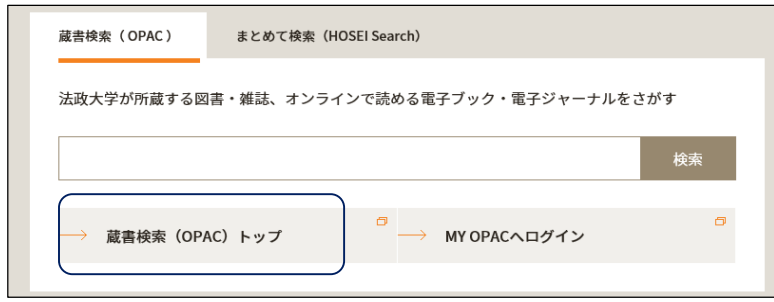 蔵書検索（OPAC） まとめて検索（HOSEI Search）
法政大学が所蔵する図書・雑誌、オンラインで読める電子ブック・電子ジャーナルをさがす
検索
蔵書検索（OPAC）トップ MY OPACへログイン